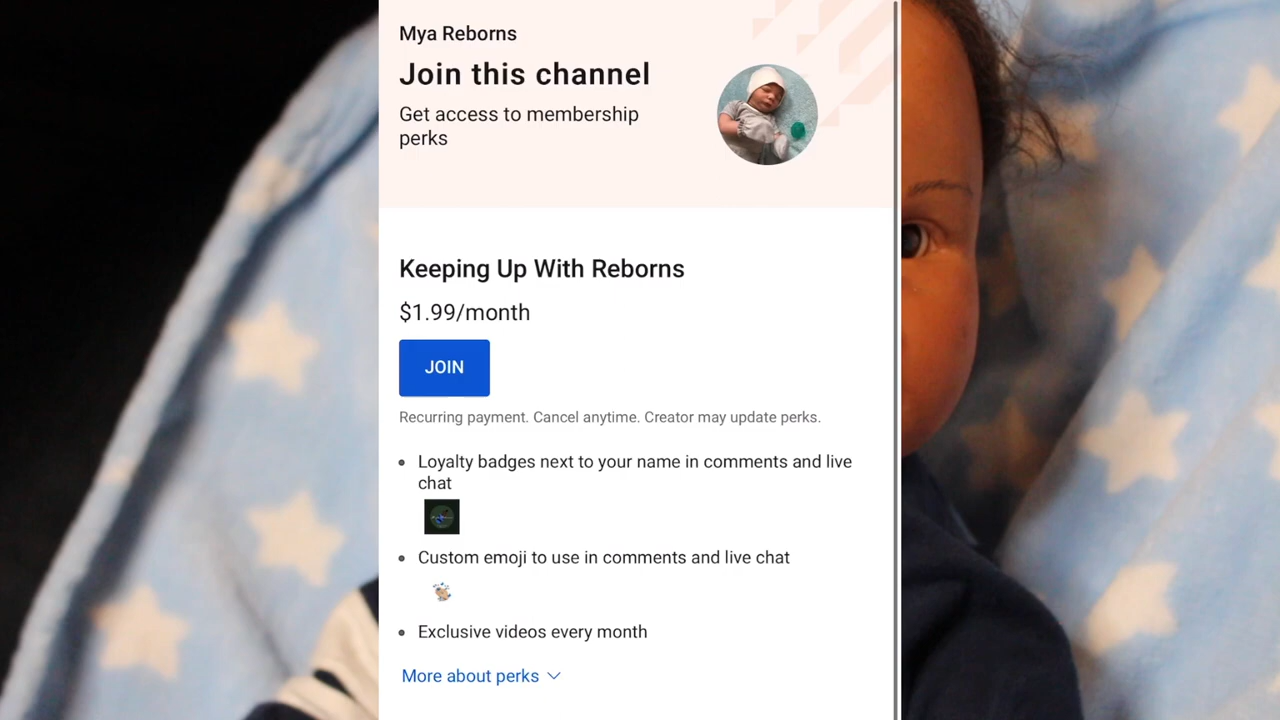 Mya Reborns
Join this channel
Get access to membership
perks
Keeping Up With Reborns
$1.99/month
JOIN
Recurring payment. Cancel anytime. Creator may update perks.
Loyalty badges next to your name in comments and live
chat
Custom emoji to use in comments and live chat
Exclusive videos every month
More about perks